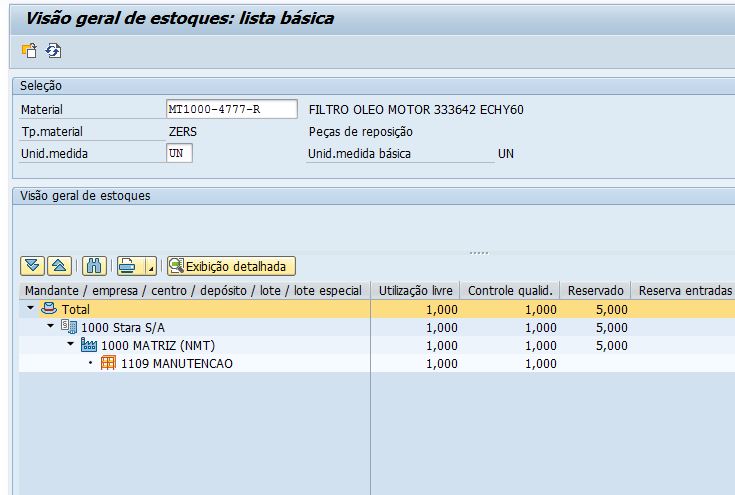 Visão geral de estoques: lista básica
Seleção
Material MT1000-4777-R FILTRO OLEO MOTOR 333642 ECHY60
Tp.material ZERS Peças de reposição
Unid.medida UN Unid.medida básica UN
Visão geral de estoques
Exibição detalhada
Mandante / empresa / centro / depósito / lote / lote especial Utilização livre Controle qualid. Reservado Reserva entradas
Total 1,000 1,000 5,000
1000 Stara S/A 1,000 1,000 5,000
1000 MATRIZ (NMT) 1,000 1,000 5,000
1109 MANUTENCAO 1,000 1,000